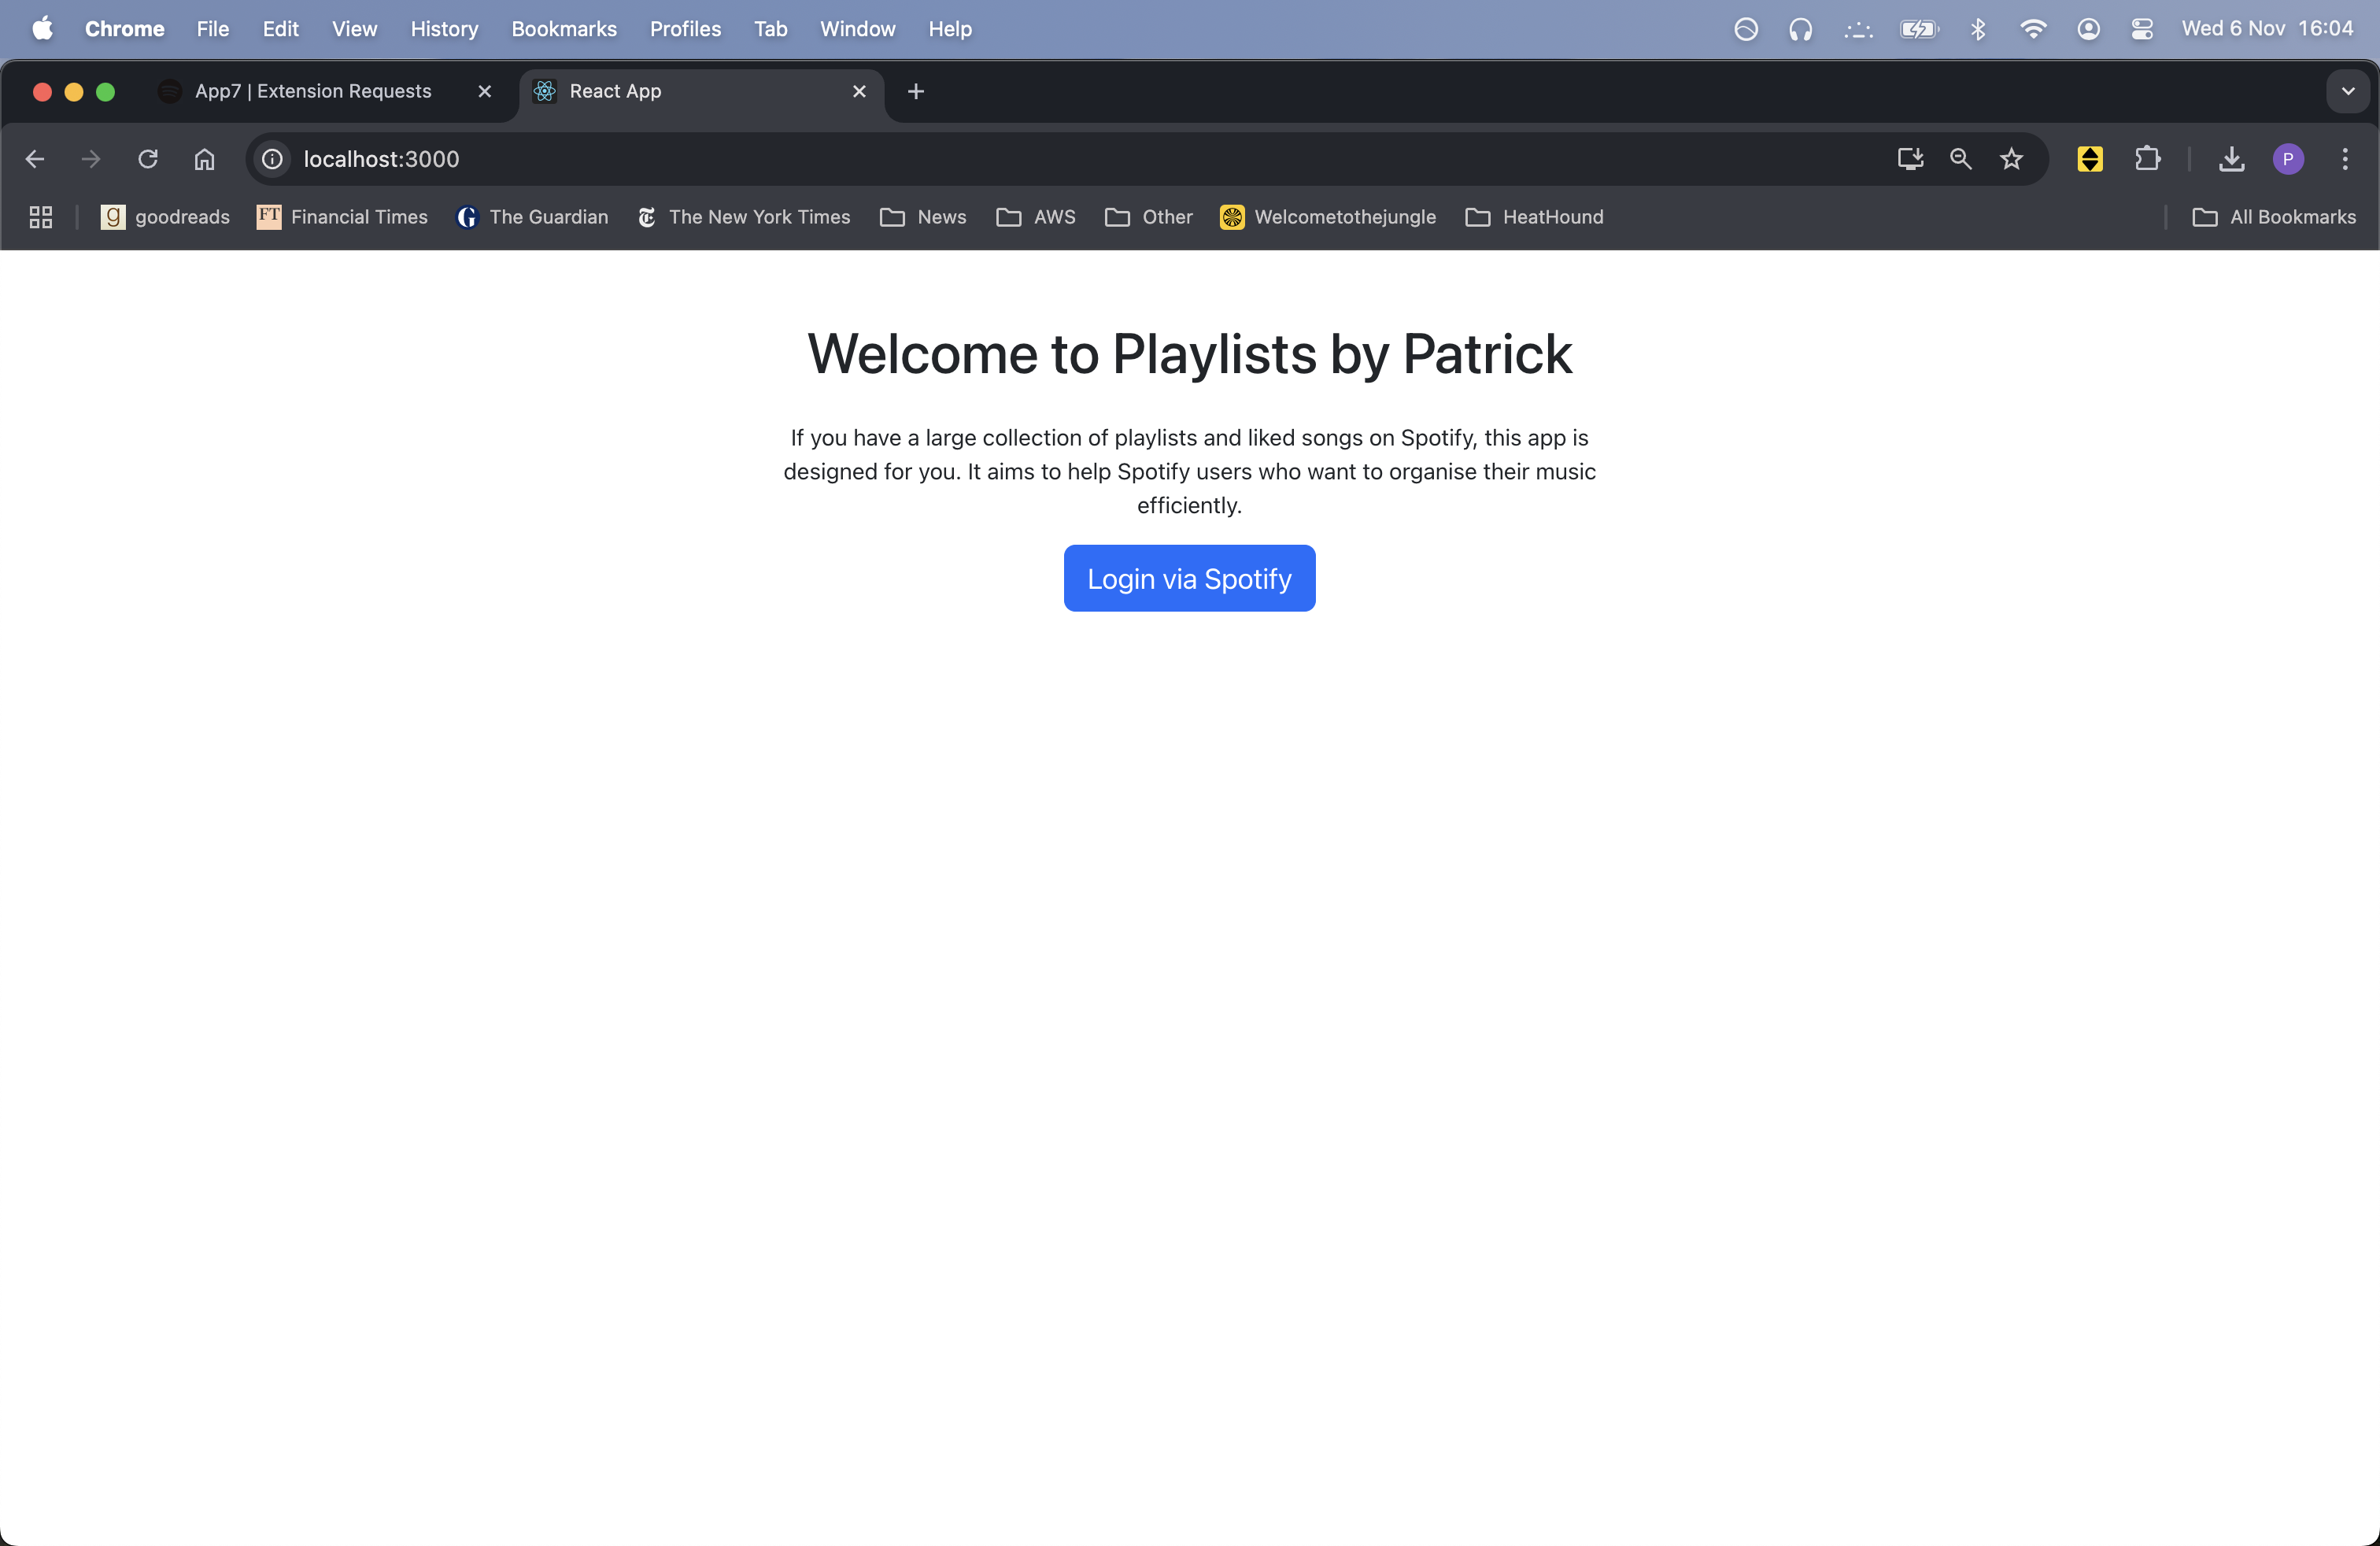 Chrome File Edit View History Bookmarks Profiles Tab Window Help Wed 6 Nov 16:04
App7 | Extension Requests React App
localhost:3000 P
g goodreads FT Financial Times G The Guardian The New York Times News AWS Other Welcometothejungle HeatHound All Bookmarks
Welcome to Playlists by Patrick
If you have a large collection of playlists and liked songs on Spotify, this app is
designed for you. It aims to help Spotify users who want to organise their music
efficiently.
Login via Spotify